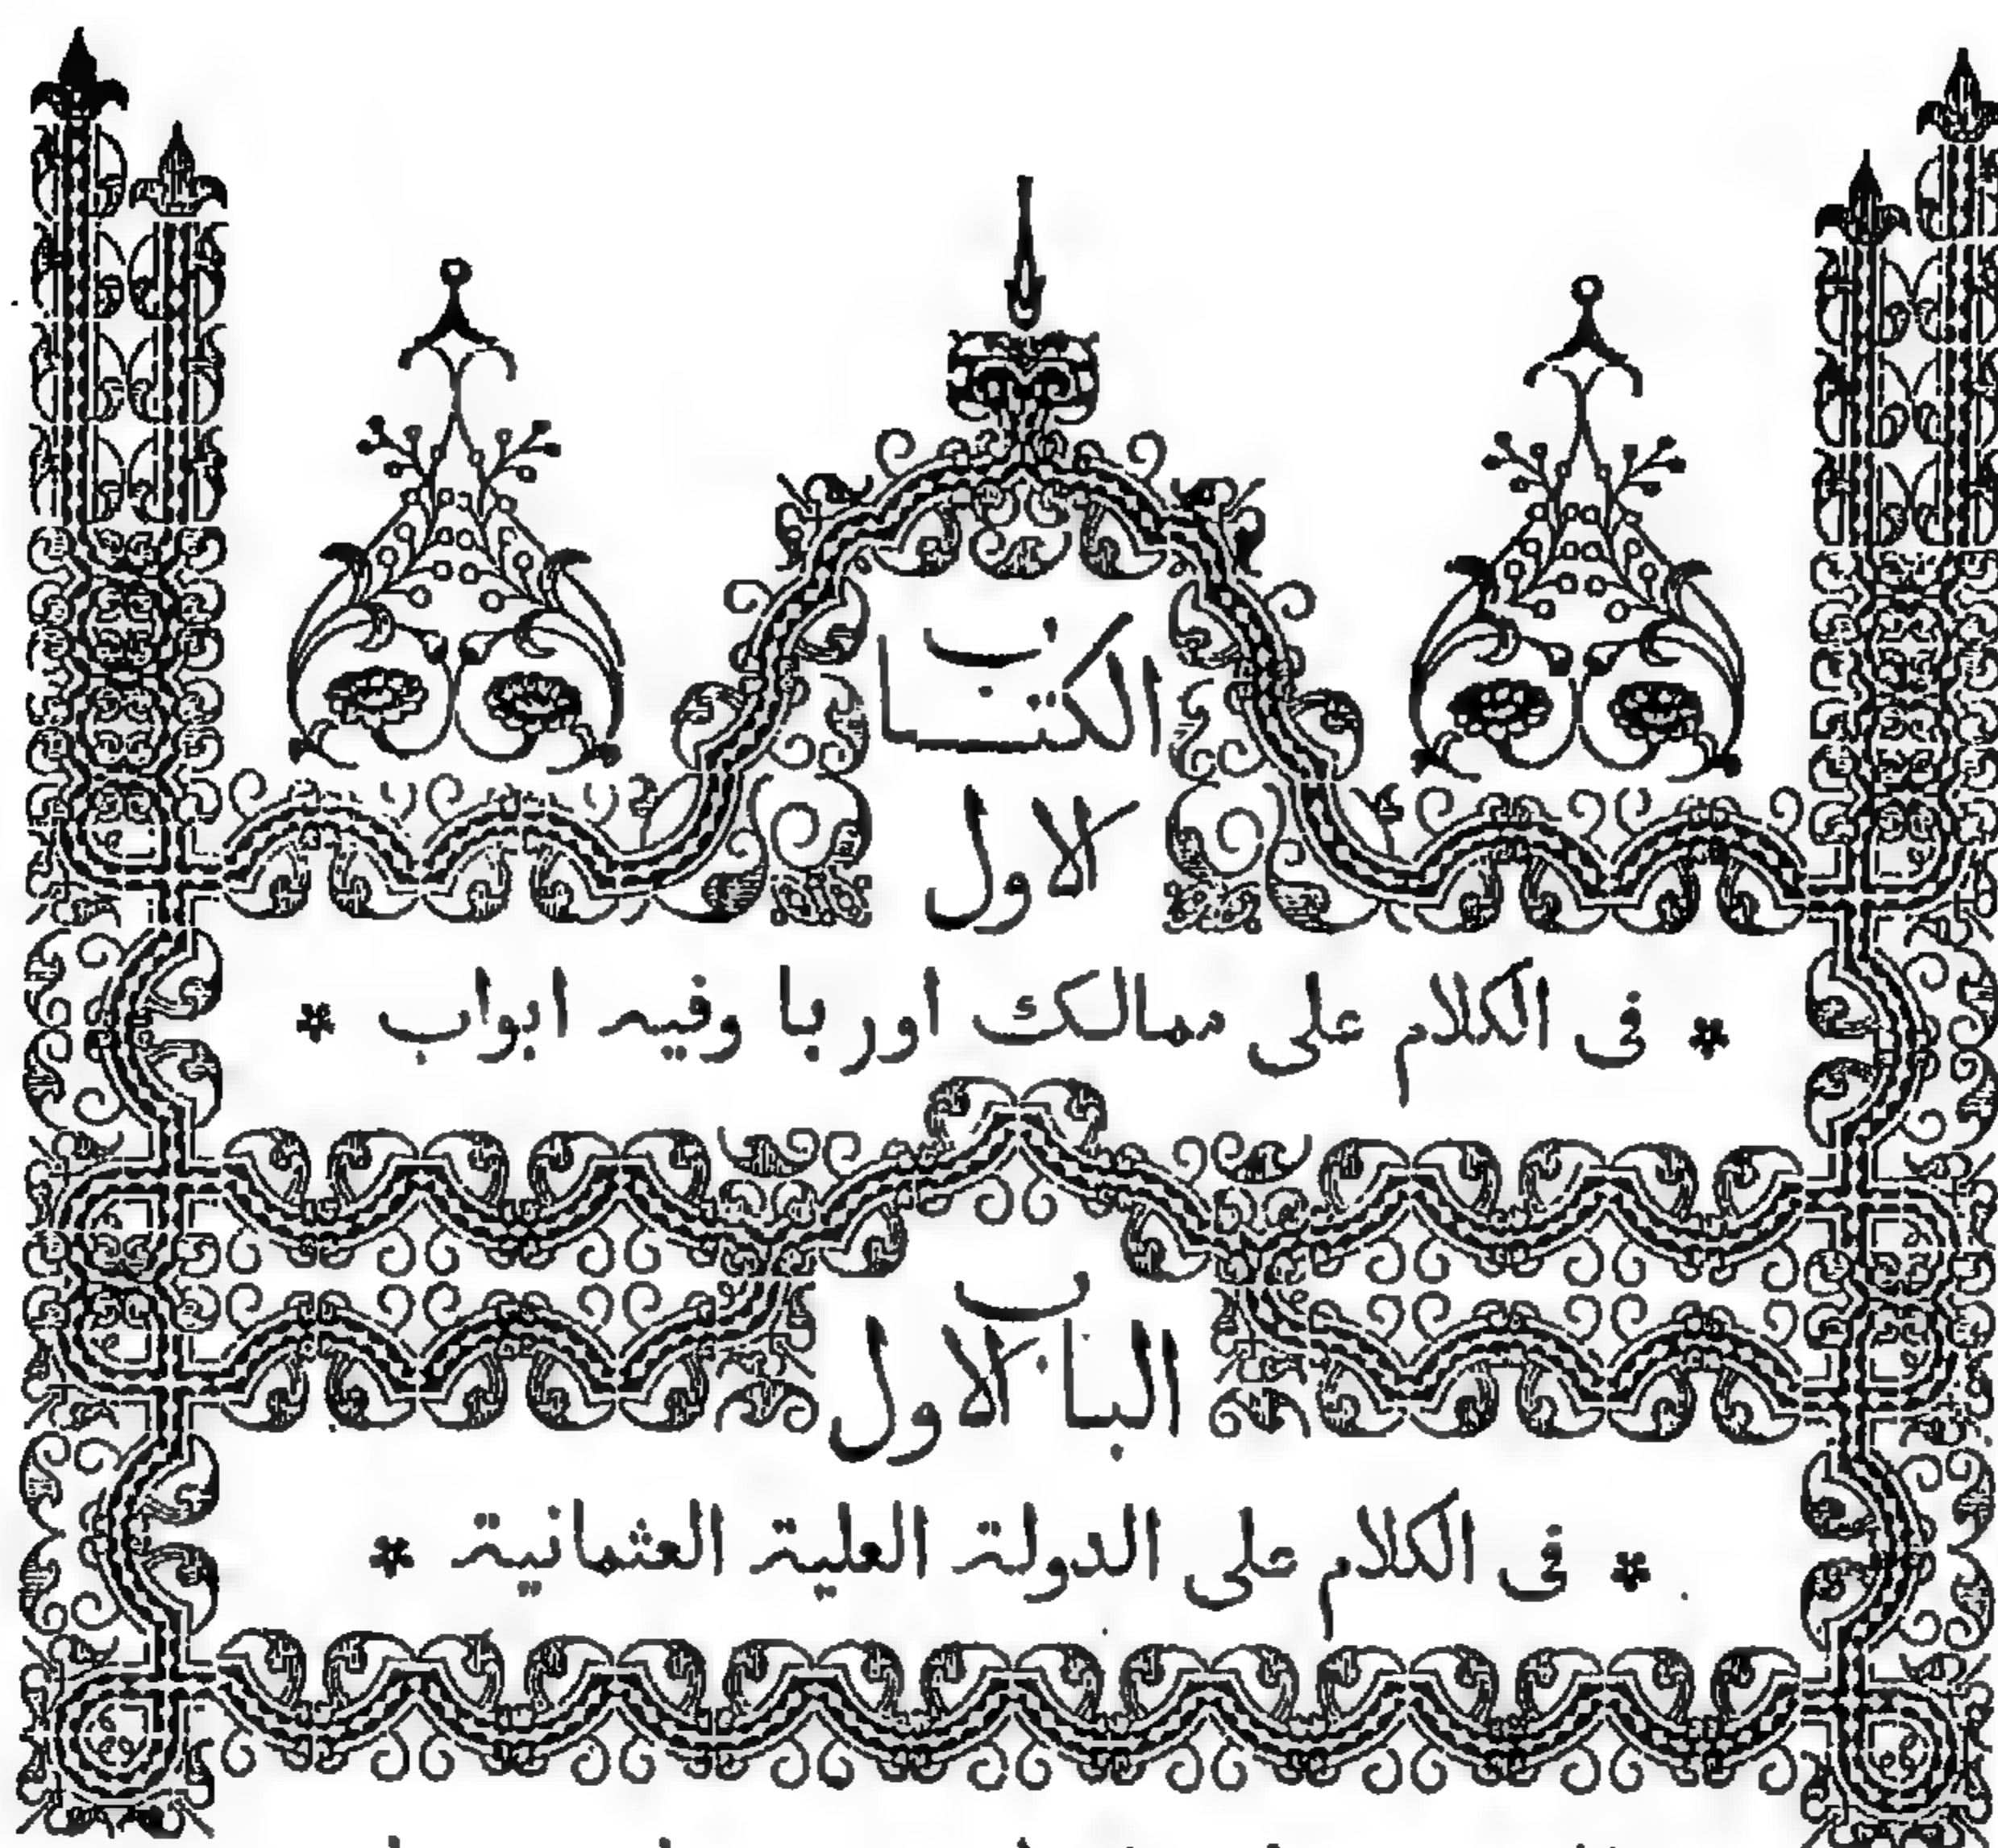 الكتاب
الاول
* فى الكلام على ممالك اوربا وفيه ابواب *
الباب الاول
* فى الكلام على الدولة العلية العثمانية *